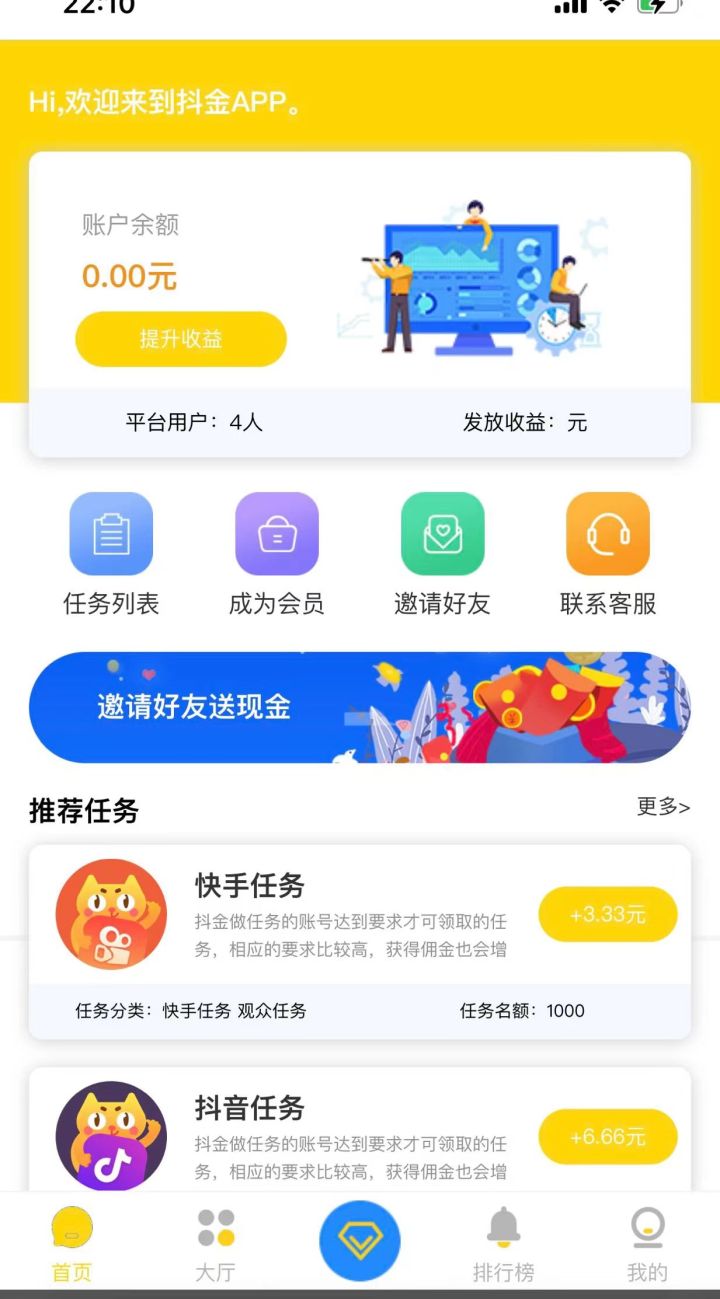 22:10
Hi,欢迎来到抖金APP。
账户余额
0.00元
提升收益
平台用户：4人
发放收益：元
任务列表
成为会员
邀请好友
联系客服
邀请好友送现金
推荐任务
更多>
快手任务
抖金做任务的账号达到要求才可领取的任
务，相应的要求比较高，获得佣金也会增
+3.33元
任务分类：快手任务 观众任务
任务名额：1000
抖音任务
抖金做任务的账号达到要求才可领取的任
务，相应的要求比较高，获得佣金也会增
+6.66元
首页
大厅
排行榜
我的